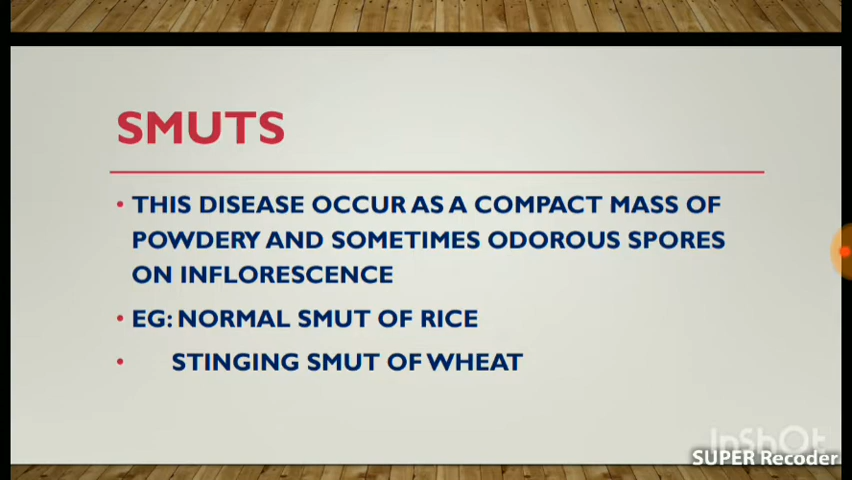 SMUTS
• THIS DISEASE OCCUR AS A COMPACT MASS OF
POWDERY AND SOMETIMES ODOROUS SPORES
ON INFLORESCENCE
• EG: NORMAL SMUT OF RICE
• STINGING SMUT OF WHEAT
InShOt
SUPER Recoder